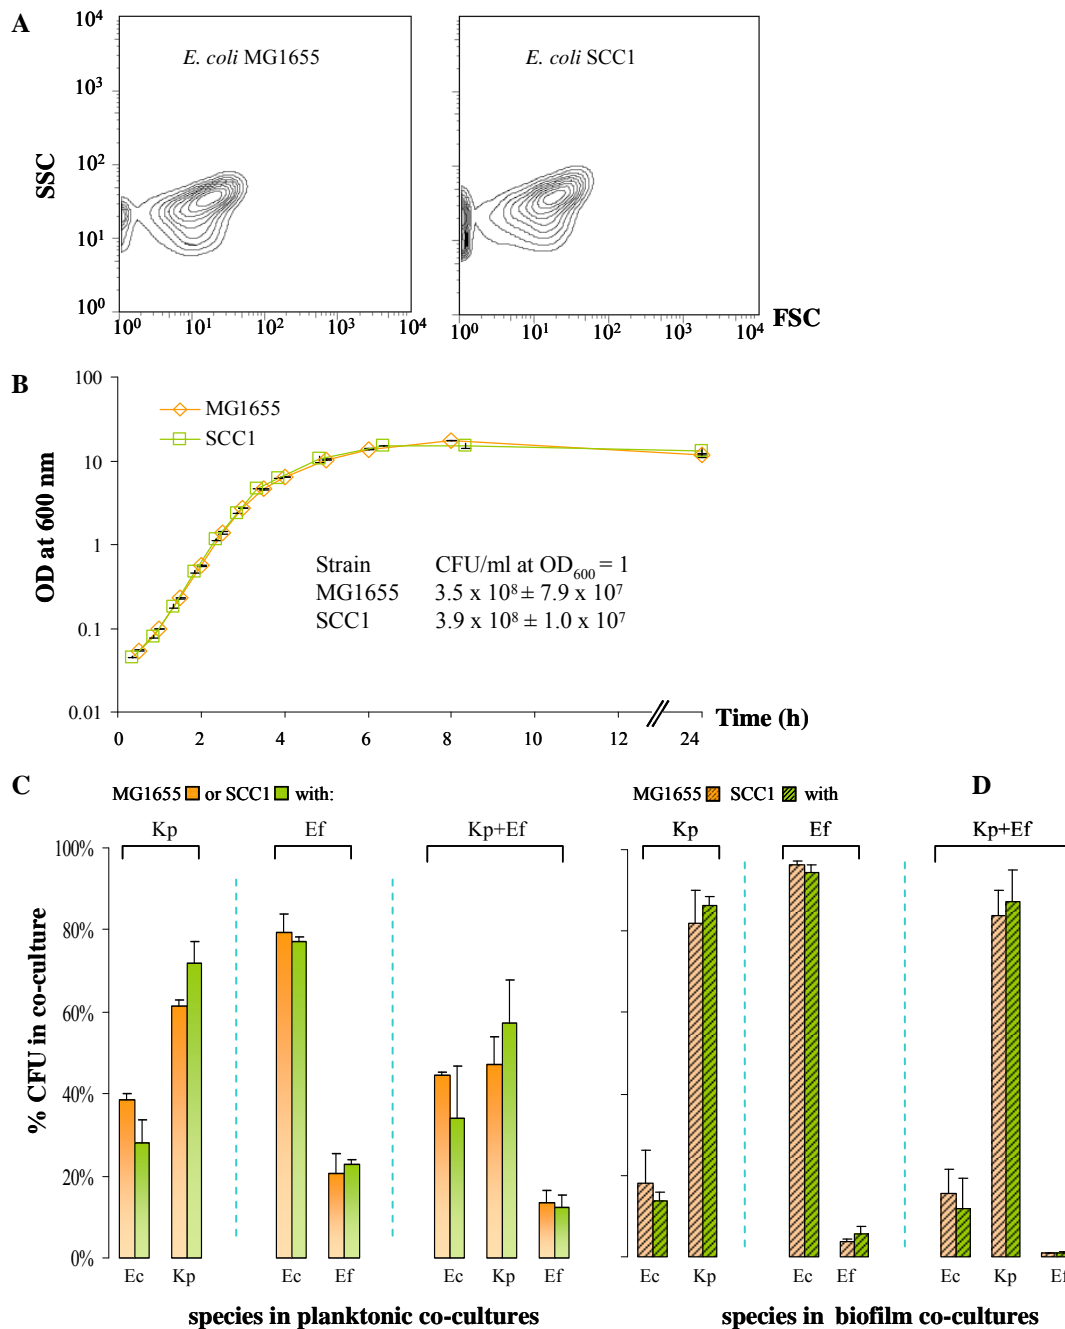 A
10⁴
10³
10²
10¹
10⁰
SSC
E. coli MG1655
10⁰ 10¹ 10² 10³ 10⁴
E. coli SCC1
10⁰ 10¹ 10² 10³ 10⁴
FSC
B
100
10
1
0.1
0.01
OD at 600 nm
MG1655
SCC1
Strain CFU/ml at OD₆₀₀ = 1
MG1655 3.5 x 10⁸ ± 7.9 x 10⁷
SCC1 3.9 x 10⁸ ± 1.0 x 10⁷
0 2 4 6 8 10 12 24
Time (h)
C
MG1655 or SCC1 with:
Kp Ef Kp+Ef
100%
80%
60%
40%
20%
0%
% CFU in co-culture
Ec Kp Ec Ef Ec Kp Ef
species in planktonic co-cultures
D
MG1655 SCC1 with
Kp Ef Kp+Ef
Ec Kp Ec Ef Ec Kp Ef
species in biofilm co-cultures